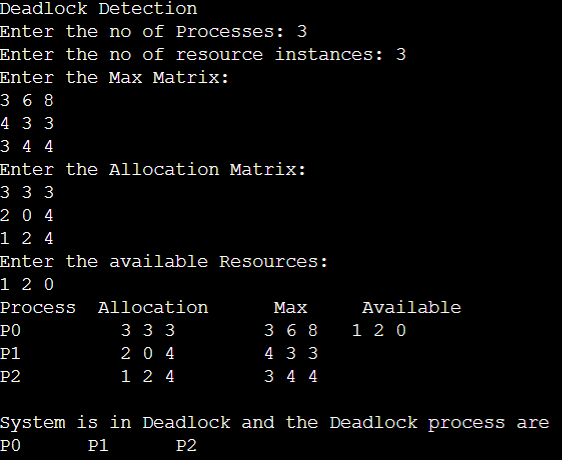 Deadlock Detection
Enter the no of Processes: 3
Enter the no of resource instances: 3
Enter the Max Matrix:
3 6 8
4 3 3
3 4 4
Enter the Allocation Matrix:
3 3 3
2 0 4
1 2 4
Enter the available Resources:
1 2 0
Process  Allocation      Max     Available
P0         3 3 3        3 6 8   1 2 0
P1         2 0 4        4 3 3
P2         1 2 4        3 4 4
System is in Deadlock and the Deadlock process are
P0      P1      P2